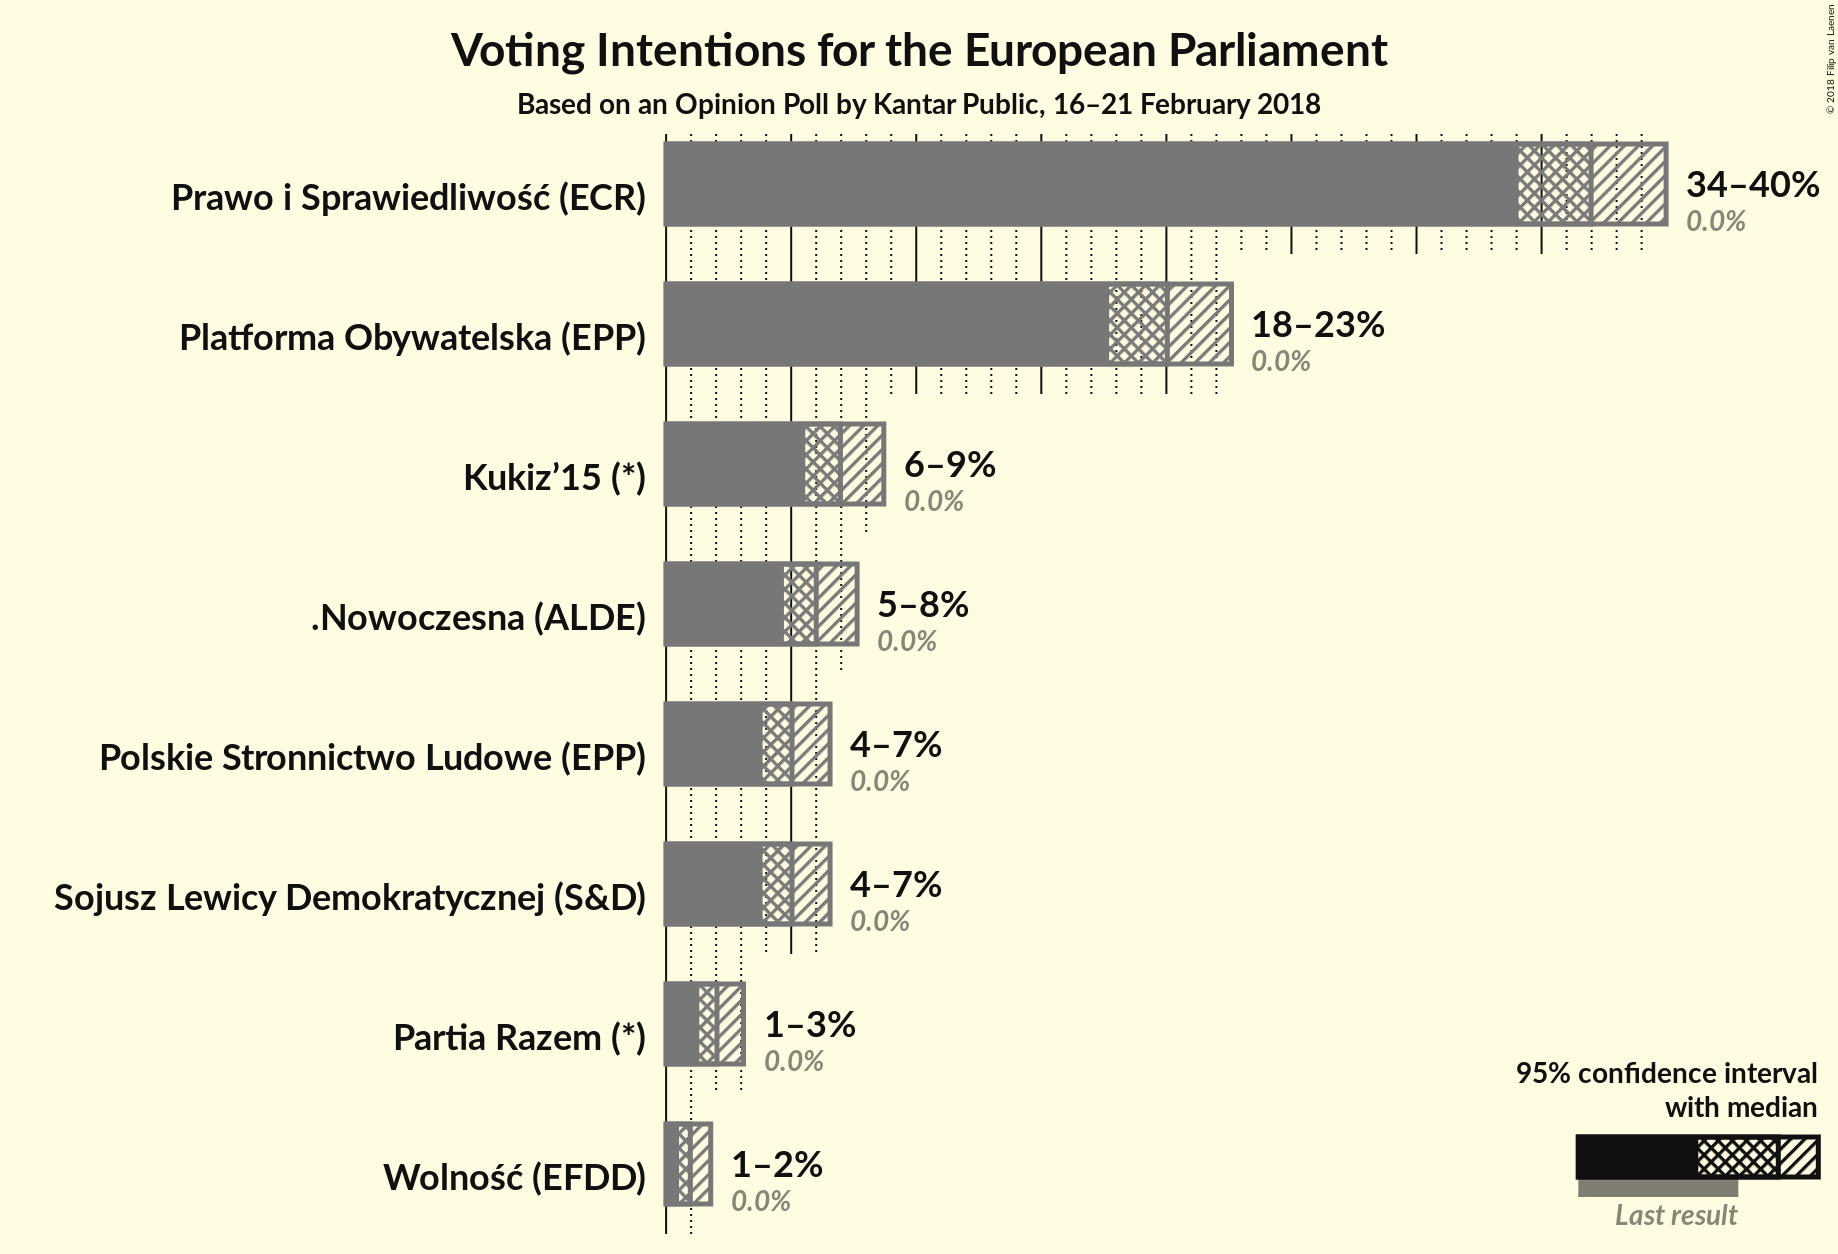 Voting Intentions for the European Parliament
Based on an Opinion Poll by Kantar Public, 16–21 February 2018
© 2018 Filip van Laenen
Prawo i Sprawiedliwość (ECR)
34–40%
0.0%
Platforma Obywatelska (EPP)
18–23%
0.0%
Kukiz’15 (*)
6–9%
0.0%
.Nowoczesna (ALDE)
5–8%
0.0%
Polskie Stronnictwo Ludowe (EPP)
4–7%
0.0%
Sojusz Lewicy Demokratycznej (S&D)
4–7%
0.0%
Partia Razem (*)
1–3%
0.0%
Wolność (EFDD)
1–2%
0.0%
95% confidence interval
with median
Last result